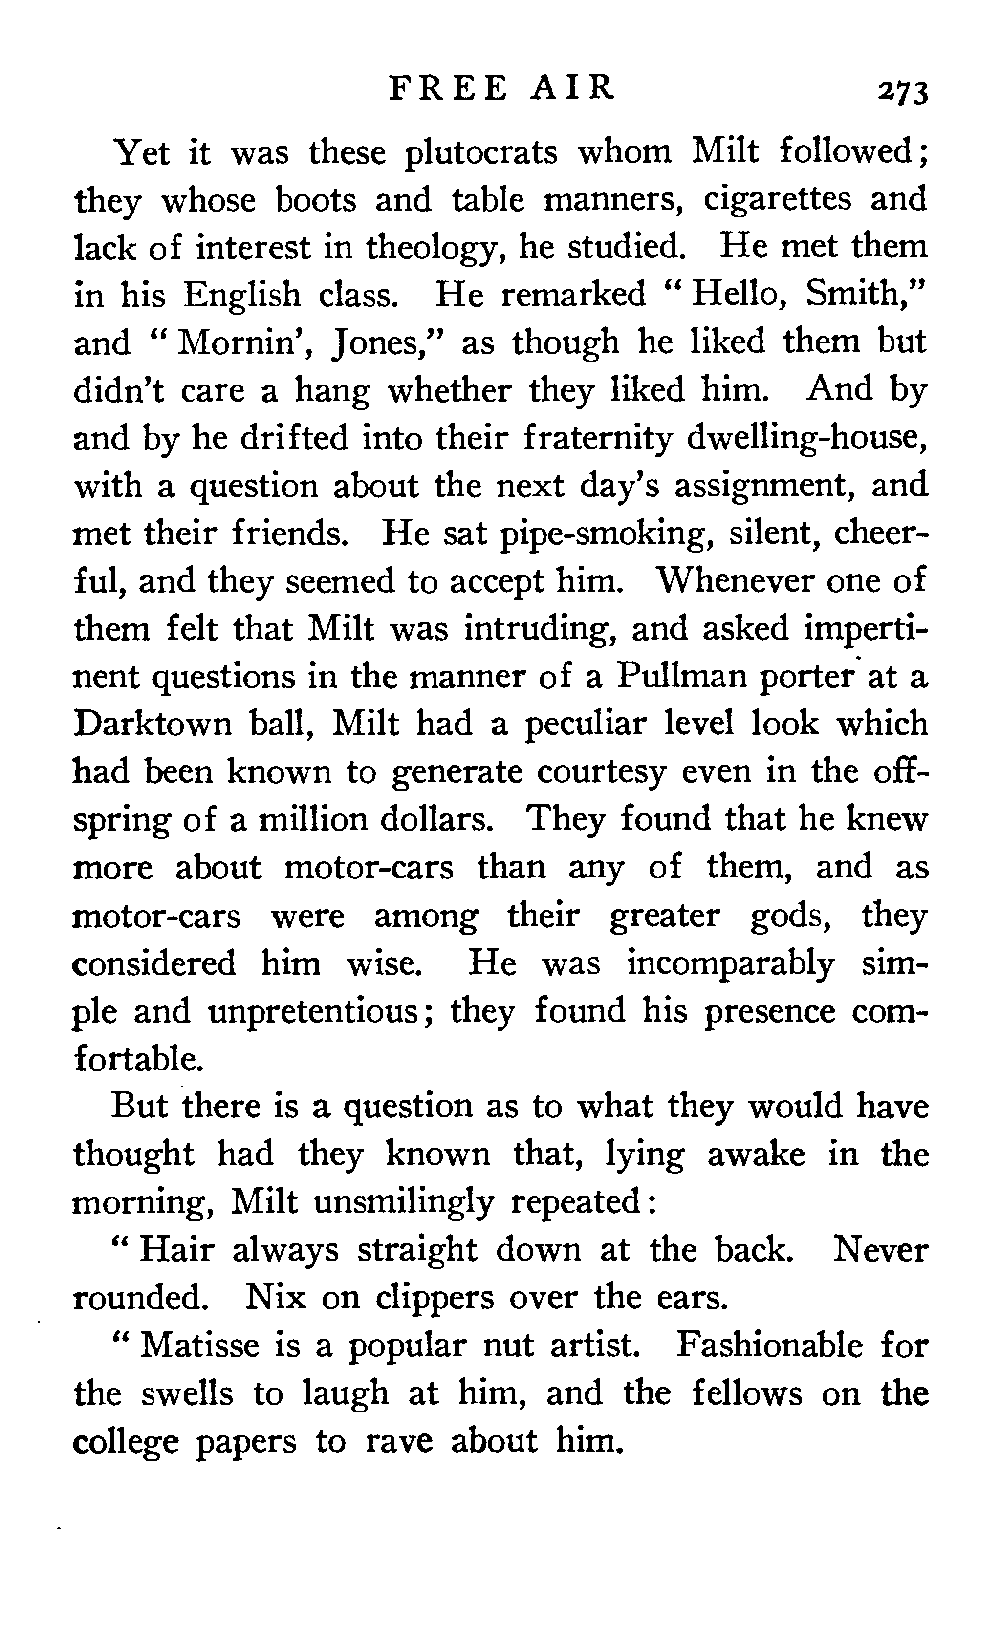 FREE AIR 273
Yet it was these plutocrats whom Milt followed;
they whose boots and table manners, cigarettes and
lack of interest in theology, he studied. He met them
in his English class. He remarked “ Hello, Smith,”
and “ Mornin’, Jones,” as though he liked them but
didn’t care a hang whether they liked him. And by
and by he drifted into their fraternity dwelling-house,
with a question about the next day’s assignment, and
met their friends. He sat pipe-smoking, silent, cheer-
ful, and they seemed to accept him. Whenever one of
them felt that Milt was intruding, and asked imperti-
nent questions in the manner of a Pullman porter at a
Darktown ball, Milt had a peculiar level look which
had been known to generate courtesy even in the off-
spring of a million dollars. They found that he knew
more about motor-cars than any of them, and as
motor-cars were among their greater gods, they
considered him wise. He was incomparably sim-
ple and unpretentious; they found his presence com-
fortable.
But there is a question as to what they would have
thought had they known that, lying awake in the
morning, Milt unsmilingly repeated:
“ Hair always straight down at the back. Never
rounded. Nix on clippers over the ears.
“ Matisse is a popular nut artist. Fashionable for
the swells to laugh at him, and the fellows on the
college papers to rave about him.